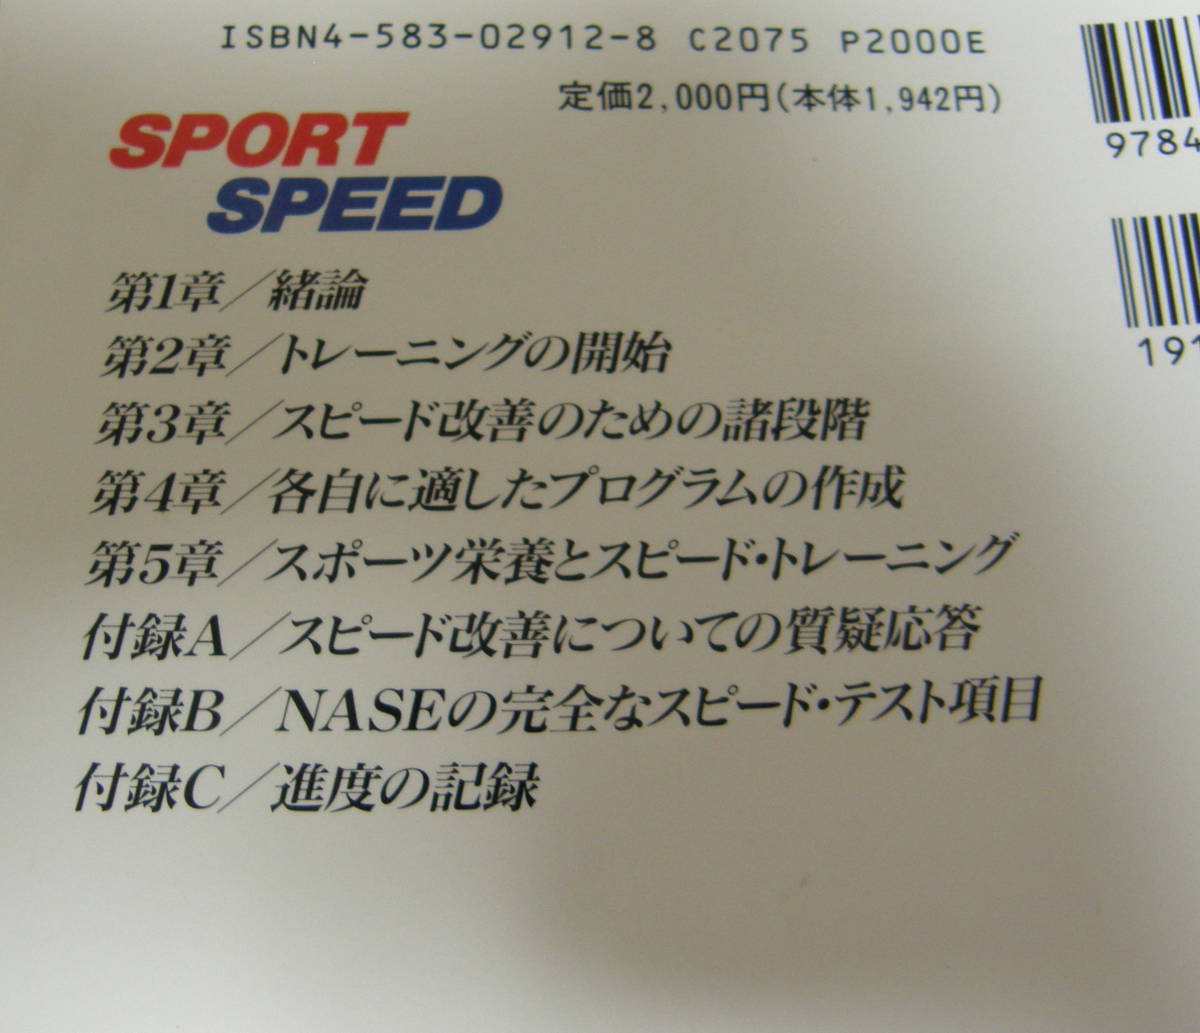 ISBN4-583-02912-8 C2075 P2000E
定価2,000円(本体1,942円)
9784
191
SPORT
SPEED
第1章/緒論
第2章/トレーニングの開始
第3章/スピード改善のための諸段階
第4章/各自に適したプログラムの作成
第5章/スポーツ栄養とスピード・トレーニング
付録A/スピード改善についての質疑応答
付録B/NASEの完全なスピード・テスト項目
付録C/進度の記録